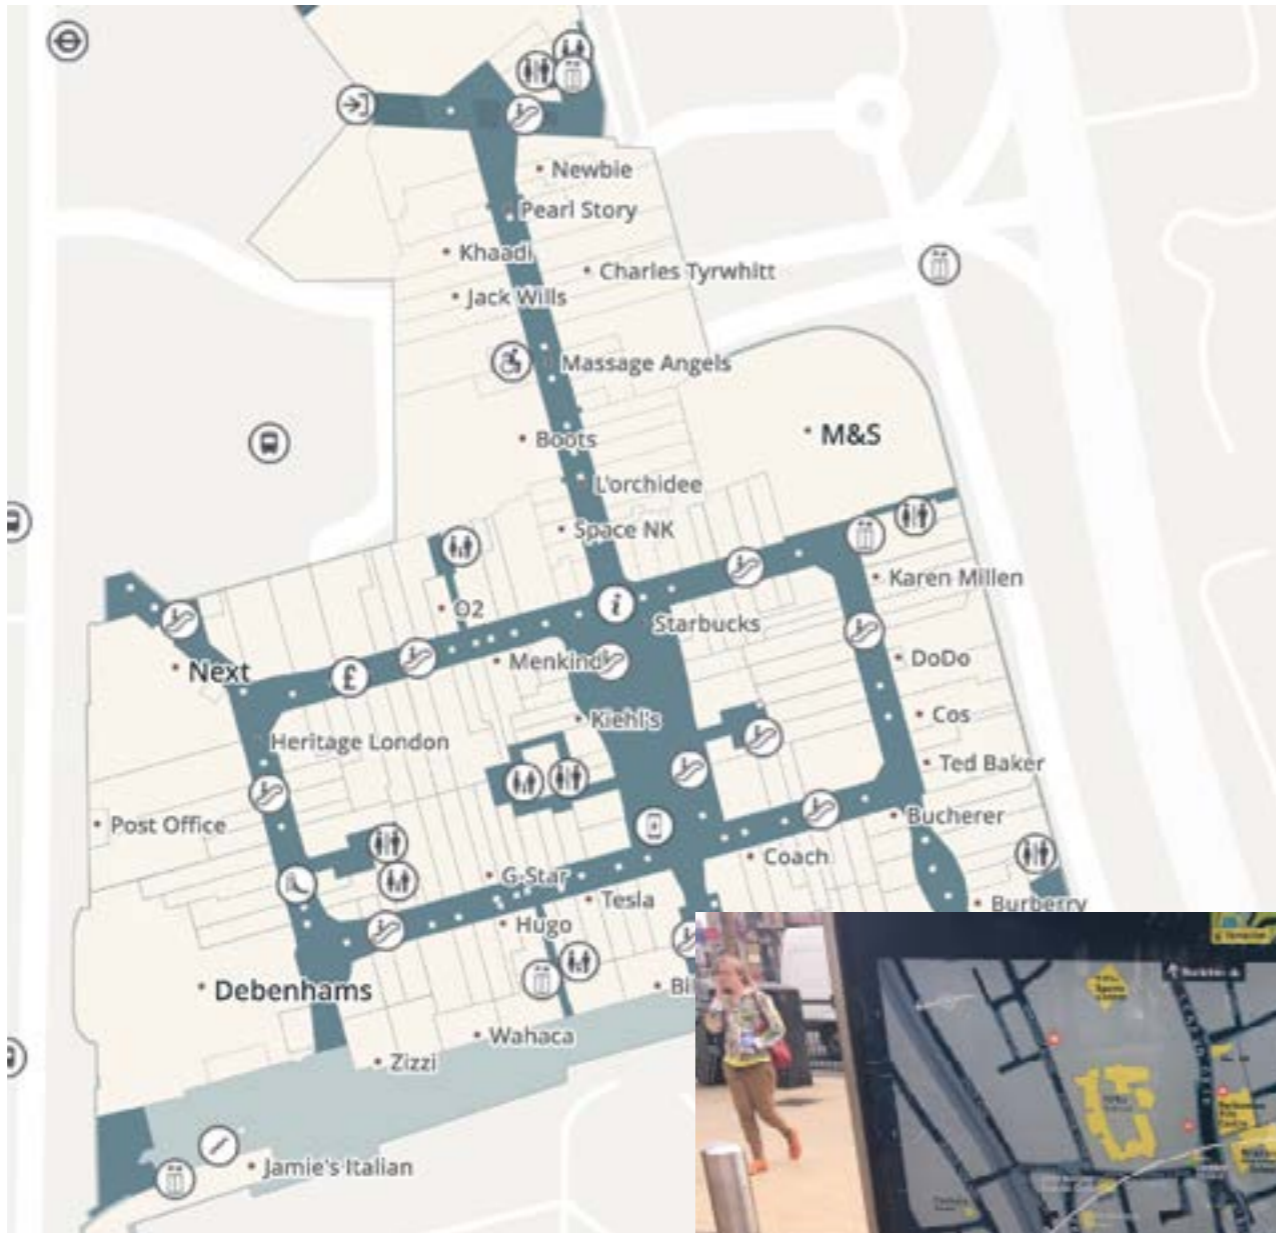 Newbie
Pearl Story
Khaadi
Charles Tyrwhitt
Jack Wills
Massage Angels
M&S
Boots
L'orchidee
Space NK
i
Karen Millen
O2
Starbucks
DoDo
Menkind
Next
£
Kiehl's
Cos
Heritage London
Ted Baker
Bucherer
Post Office
Coach
G-Star
Tesla
Burberry
Hugo
Debenhams
Wahaca
Zizzi
Jamie's Italian